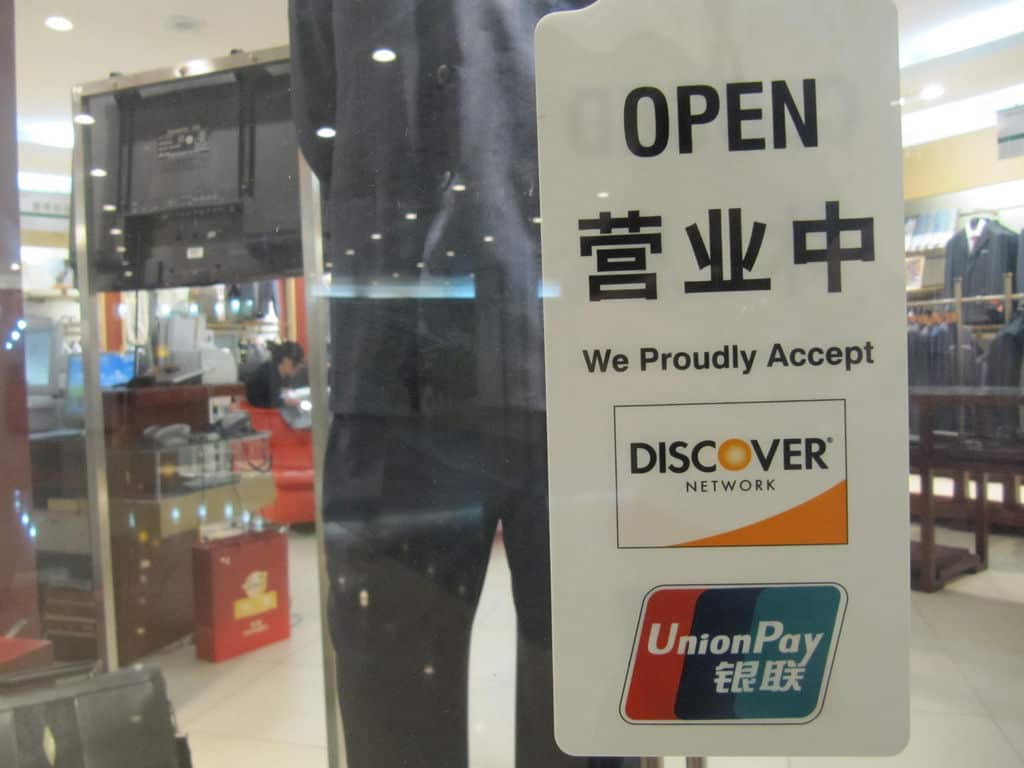 OPEN
营业中
We Proudly Accept
DISCOVER®
NETWORK
UnionPay
银联